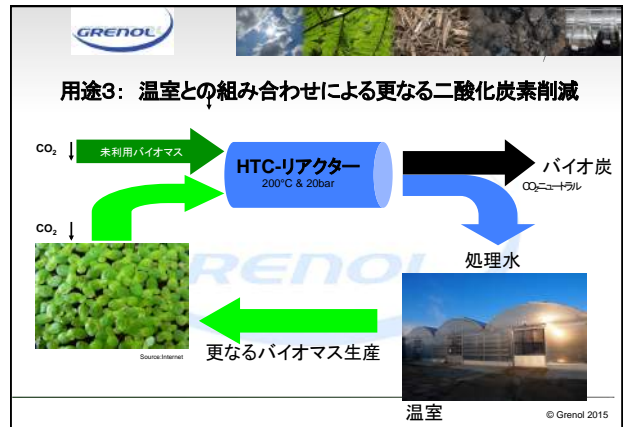 GRENOL
用途3: 温室との組み合わせによる更なる二酸化炭素削減
CO₂
未利用バイオマス
HTC-リアクター
200°C & 20bar
バイオ炭
CO₂ニュートラル
CO₂
処理水
GRENOL
Source:Internet
更なるバイオマス生産
温室
© Grenol 2015